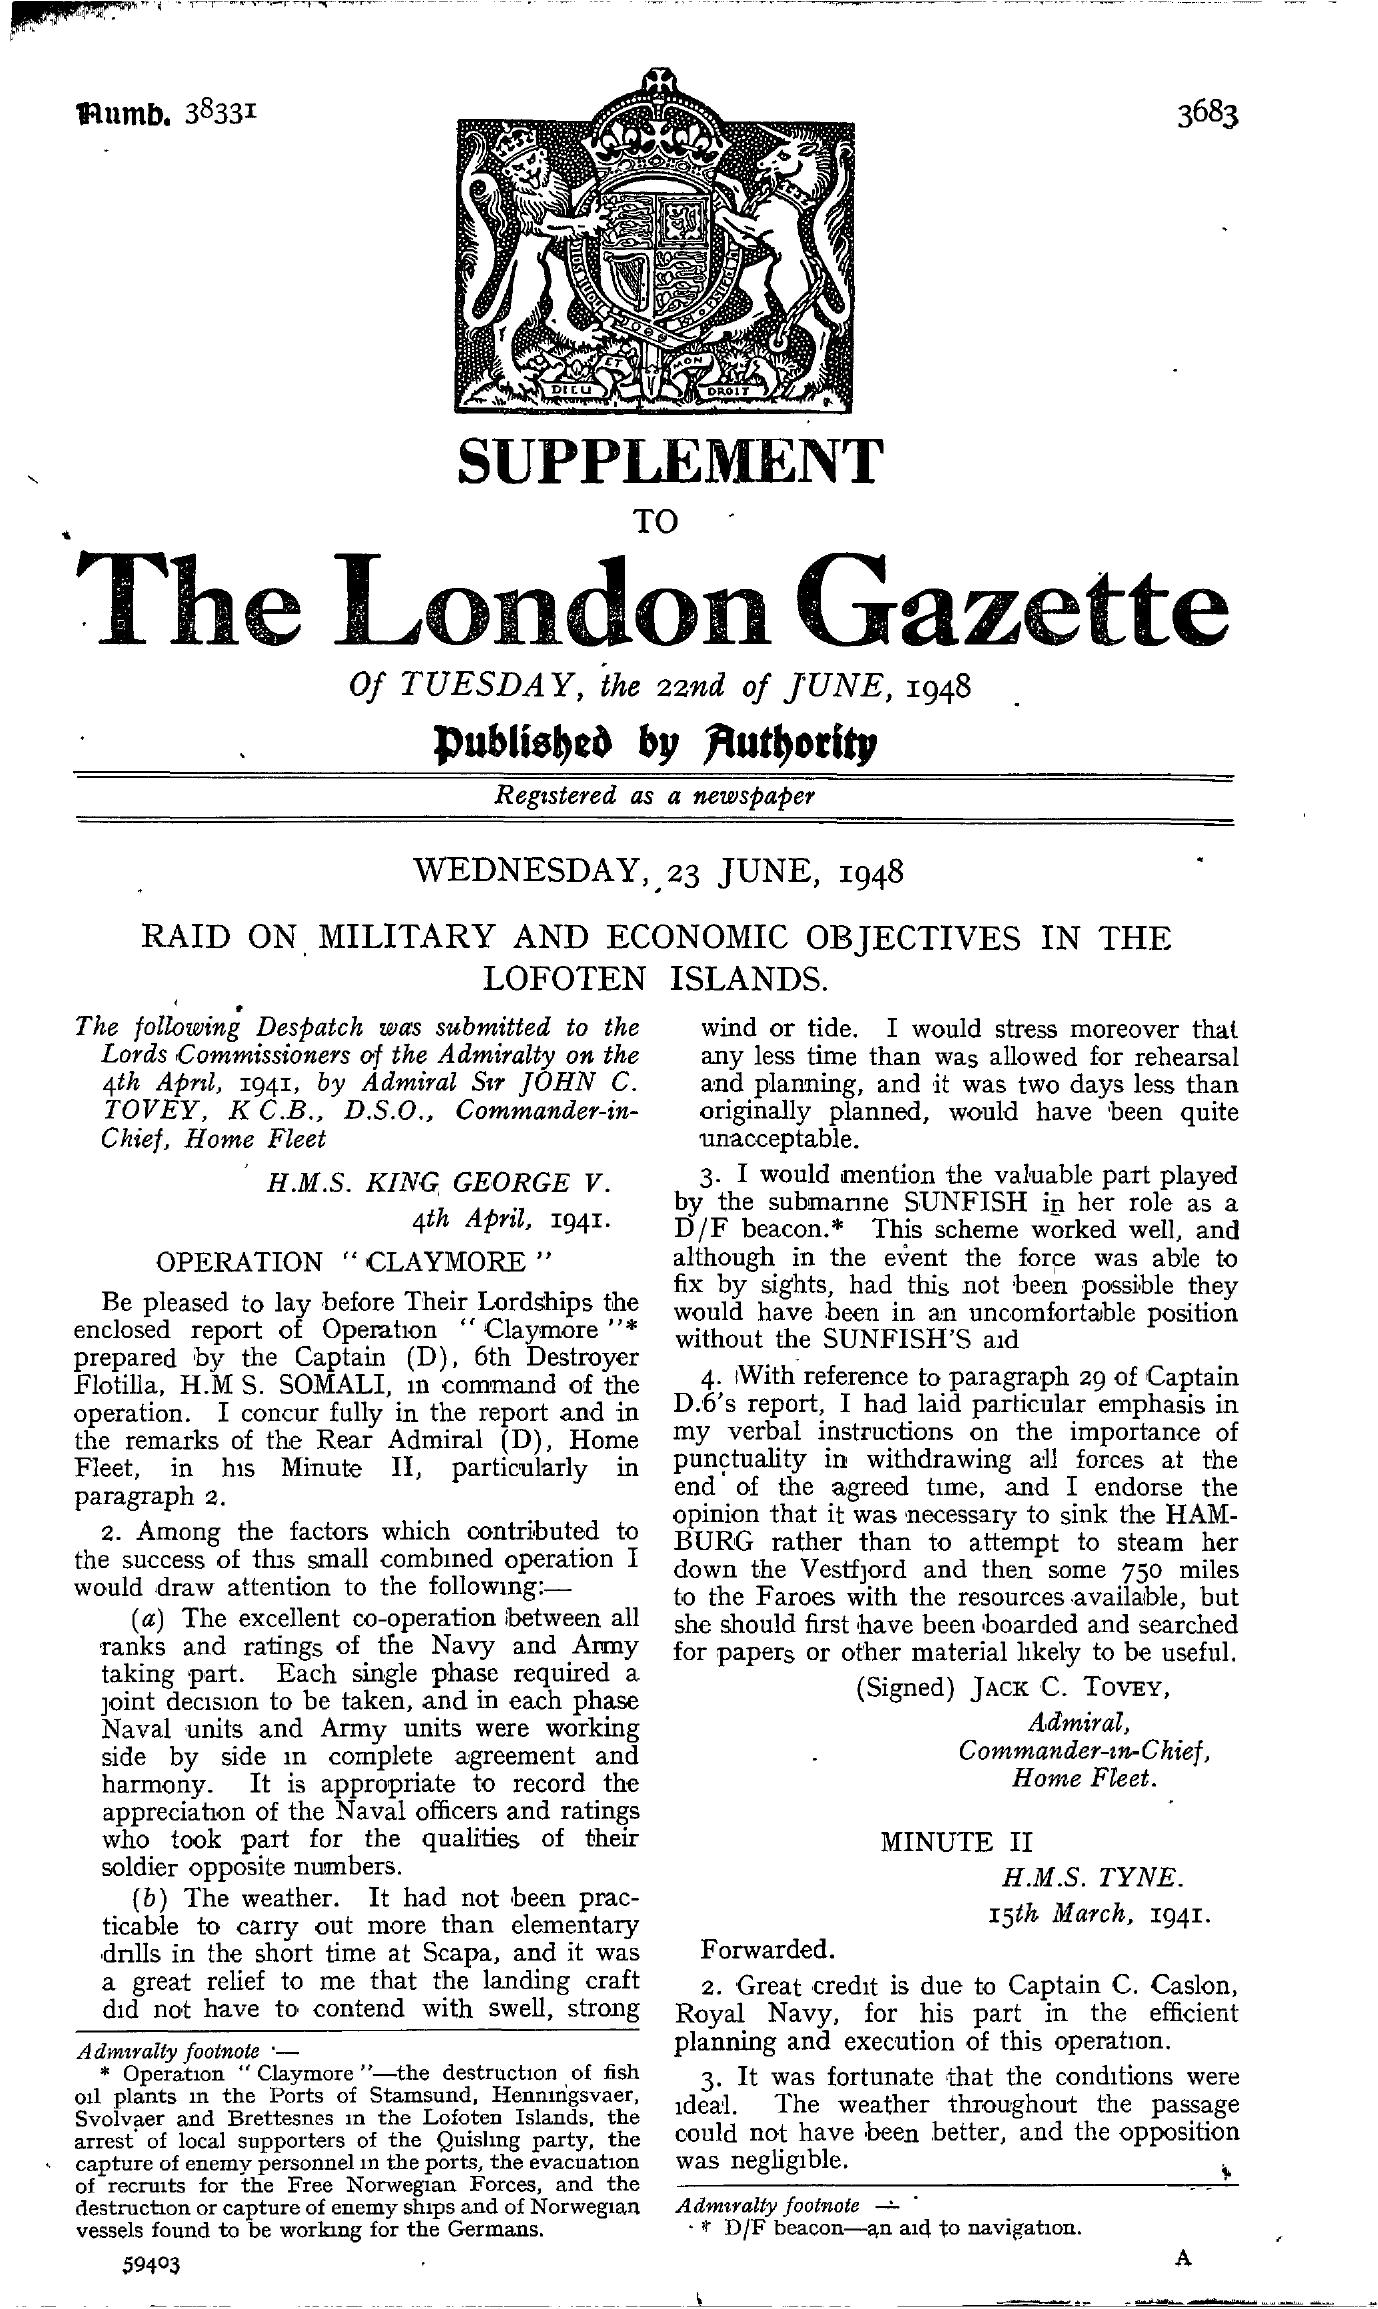 Numb. 38331
3683
DIEU ET MON DROIT
SUPPLEMENT
TO
The London Gazette
Of TUESDAY, the 22nd of JUNE, 1948
Published by Authority
Registered as a newspaper
WEDNESDAY, 23 JUNE, 1948
RAID ON MILITARY AND ECONOMIC OBJECTIVES IN THE
LOFOTEN ISLANDS.
The following Despatch was submitted to the
Lords Commissioners of the Admiralty on the
4th April, 1941, by Admiral Sir JOHN C.
TOVEY, K C.B., D.S.O., Commander-in-
Chief, Home Fleet
H.M.S. KING GEORGE V.
4th April, 1941.
OPERATION " CLAYMORE "
Be pleased to lay before Their Lordships the
enclosed report of Operation " Claymore "*
prepared by the Captain (D), 6th Destroyer
Flotilla, H.M S. SOMALI, in command of the
operation. I concur fully in the report and in
the remarks of the Rear Admiral (D), Home
Fleet, in his Minute II, particularly in
paragraph 2.
2. Among the factors which contributed to
the success of this small combined operation I
would draw attention to the following:—
(a) The excellent co-operation between all
ranks and ratings of the Navy and Army
taking part. Each single phase required a
joint decision to be taken, and in each phase
Naval units and Army units were working
side by side in complete agreement and
harmony. It is appropriate to record the
appreciation of the Naval officers and ratings
who took part for the qualities of their
soldier opposite numbers.
(b) The weather. It had not been prac-
ticable to carry out more than elementary
drills in the short time at Scapa, and it was
a great relief to me that the landing craft
did not have to contend with swell, strong
Admiralty footnote :—
* Operation " Claymore "—the destruction of fish
oil plants in the Ports of Stamsund, Henningsvaer,
Svolvaer and Brettesnes in the Lofoten Islands, the
arrest of local supporters of the Quisling party, the
capture of enemy personnel in the ports, the evacuation
of recruits for the Free Norwegian Forces, and the
destruction or capture of enemy ships and of Norwegian
vessels found to be working for the Germans.
59403
wind or tide. I would stress moreover that
any less time than was allowed for rehearsal
and planning, and it was two days less than
originally planned, would have been quite
unacceptable.
3. I would mention the valuable part played
by the submarine SUNFISH in her role as a
D/F beacon.* This scheme worked well, and
although in the event the force was able to
fix by sights, had this not been possible they
would have been in an uncomfortable position
without the SUNFISH'S aid
4. With reference to paragraph 29 of Captain
D.6's report, I had laid particular emphasis in
my verbal instructions on the importance of
punctuality in withdrawing all forces at the
end of the agreed time, and I endorse the
opinion that it was necessary to sink the HAM-
BURG rather than to attempt to steam her
down the Vestfjord and then some 750 miles
to the Faroes with the resources available, but
she should first have been boarded and searched
for papers or other material likely to be useful.
(Signed) JACK C. TOVEY,
Admiral,
Commander-in-Chief,
Home Fleet.
MINUTE II
H.M.S. TYNE.
15th March, 1941.
Forwarded.
2. Great credit is due to Captain C. Caslon,
Royal Navy, for his part in the efficient
planning and execution of this operation.
3. It was fortunate that the conditions were
ideal. The weather throughout the passage
could not have been better, and the opposition
was negligible.
Admiralty footnote :—
* D/F beacon—an aid to navigation.
A